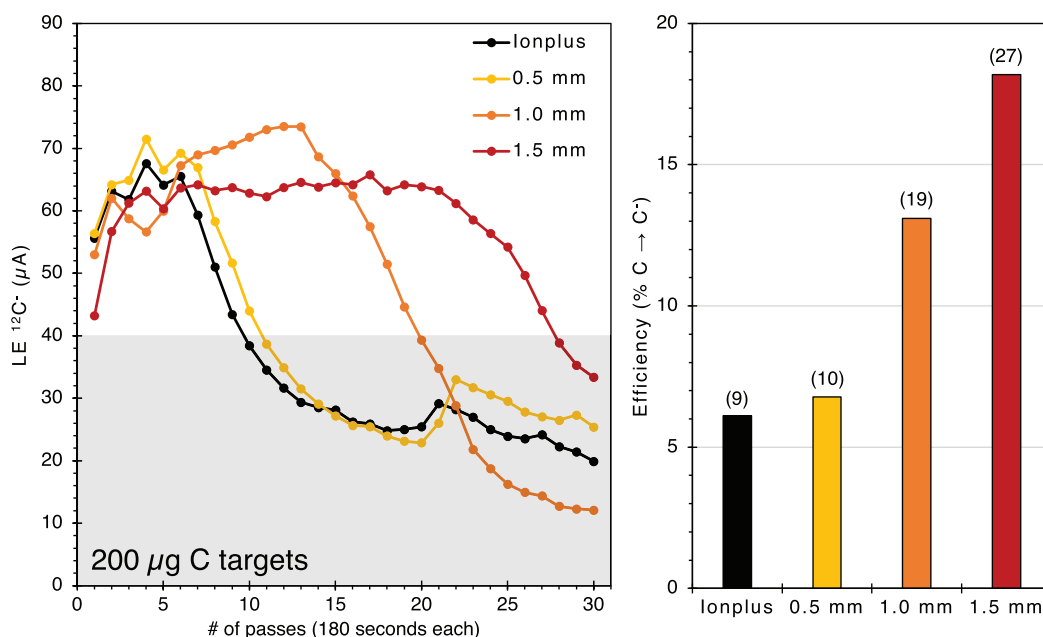 90
80
70
60
50
40
30
20
10
0
LE ¹²C⁻ (µA)
Ionplus
0.5 mm
1.0 mm
1.5 mm
200 µg C targets
0 5 10 15 20 25 30
# of passes (180 seconds each)
20
15
10
5
0
Efficiency (% C → C⁻)
(9)
(10)
(19)
(27)
Ionplus 0.5 mm 1.0 mm 1.5 mm